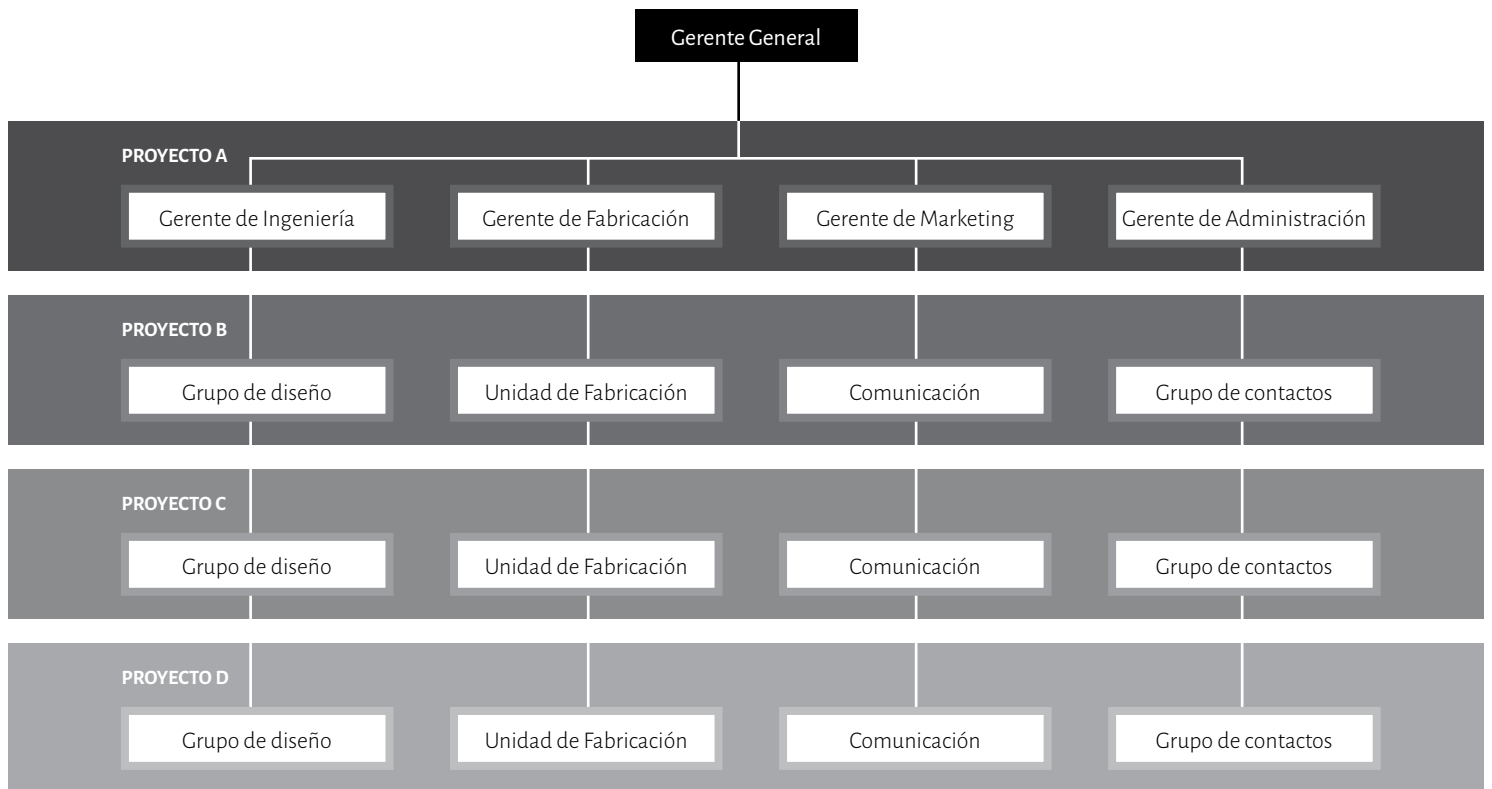 Gerente General
PROYECTO A
Gerente de Ingeniería
Gerente de Fabricación
Gerente de Marketing
Gerente de Administración
PROYECTO B
Grupo de diseño
Unidad de Fabricación
Comunicación
Grupo de contactos
PROYECTO C
Grupo de diseño
Unidad de Fabricación
Comunicación
Grupo de contactos
PROYECTO D
Grupo de diseño
Unidad de Fabricación
Comunicación
Grupo de contactos